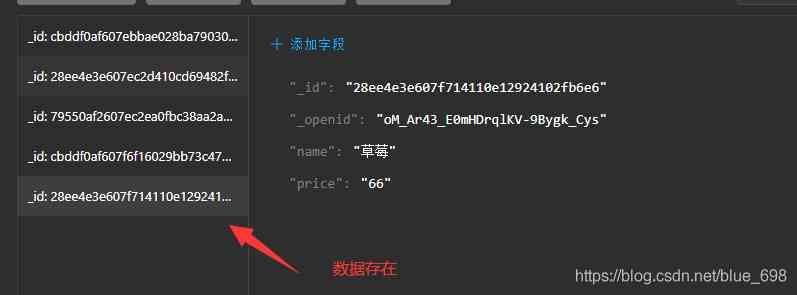 _id: cbddf0af607ebbae028ba79030...
_id: 28ee4e3e607ec2d410cd69482f...
_id: 79550af2607ec2ea0fbc38aa2a...
_id: cbddf0af607f6f16029bb73c47...
_id: 28ee4e3e607f714110e129241...
+ 添加字段
"_id": "28ee4e3e607f714110e12924102fb6e6"
"_openid": "oM_Ar43_E0mHDrqlKV-9Bygk_Cys"
"name": "草莓"
"price": "66"
数据存在
https://blog.csdn.net/blue_698